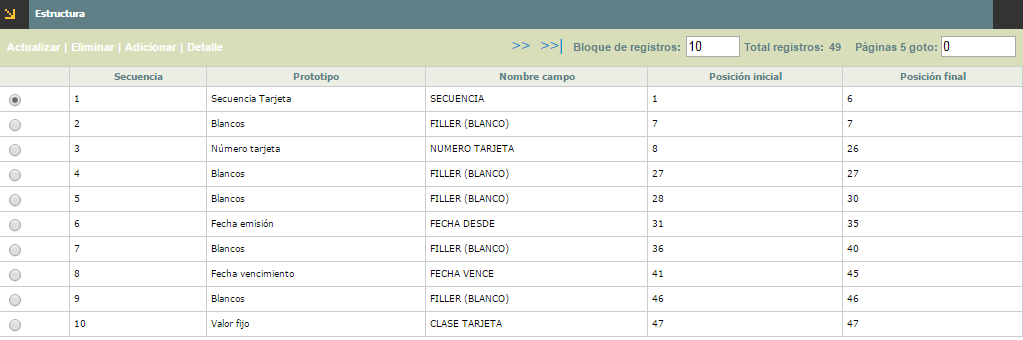 Estructura
Actualizar | Eliminar | Adicionar | Detalle >> >>| Bloque de registros: 10 Total registros: 49 Páginas 5 goto: 0
Secuencia Prototipo Nombre campo Posición inicial Posición final
1 Secuencia Tarjeta SECUENCIA 1 6
2 Blancos FILLER (BLANCO) 7 7
3 Número tarjeta NUMERO TARJETA 8 26
4 Blancos FILLER (BLANCO) 27 27
5 Blancos FILLER (BLANCO) 28 30
6 Fecha emisión FECHA DESDE 31 35
7 Blancos FILLER (BLANCO) 36 40
8 Fecha vencimiento FECHA VENCE 41 45
9 Blancos FILLER (BLANCO) 46 46
10 Valor fijo CLASE TARJETA 47 47